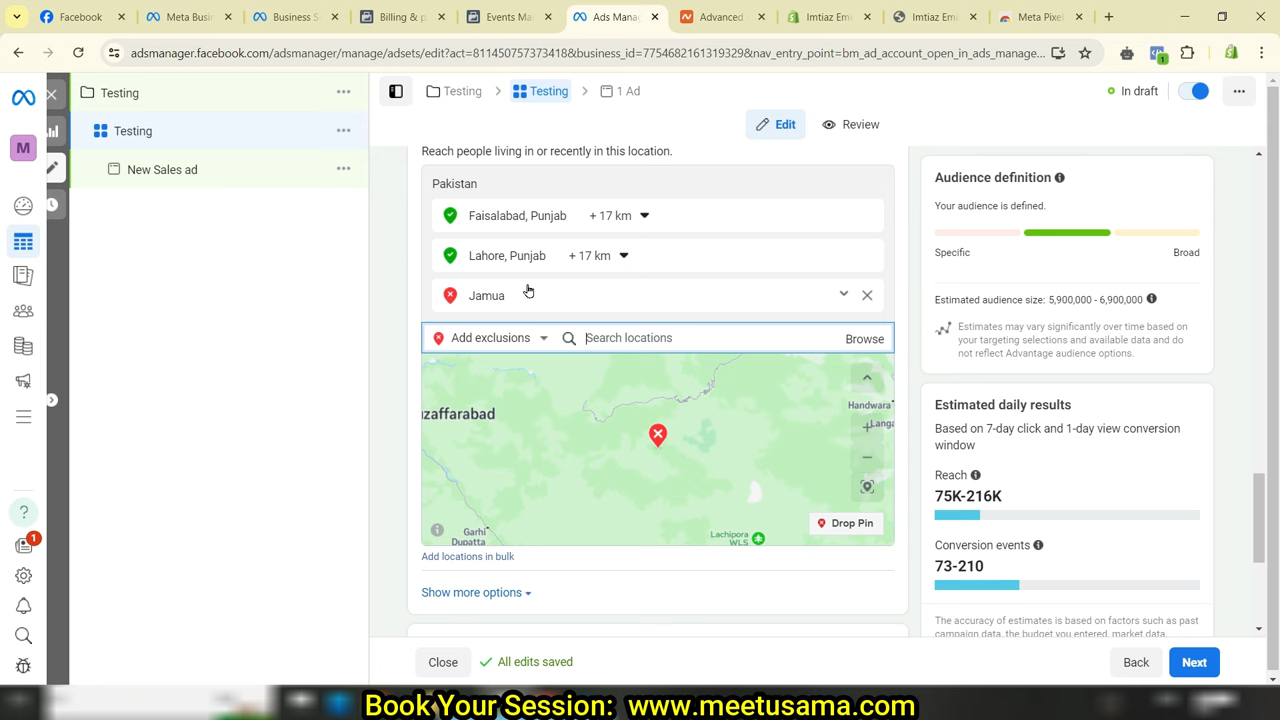 Facebook
Meta Busi
Business S
Billing & p
Events Ma
Ads Mana
Advanced
Imtiaz Em
Imtiaz Em
Meta Pixel
adsmanager.facebook.com/adsmanager/manage/adsets/edit?act=811450757373418&business_id=7754682161319329&nav_entry_point=bm_ad_account_open_in_ads_manage...
1
M
Testing
Testing
New Sales ad
Testing
Testing
1 Ad
In draft
Edit
Review
Reach people living in or recently in this location.
Pakistan
Faisalabad, Punjab + 17 km
Lahore, Punjab + 17 km
Jamua
Add exclusions
Search locations
Browse
zaffarabad
Handwara
Langa
Garhi
Dupatta
Lachipora
WLS
Drop Pin
Add locations in bulk
Show more options
Close
All edits saved
Back
Next
Audience definition
Your audience is defined.
Specific
Broad
Estimated audience size: 5,900,000 - 6,900,000
Estimates may vary significantly over time based on
your targeting selections and available data and do
not reflect Advantage audience options.
Estimated daily results
Based on 7-day click and 1-day view conversion
window
Reach
75K-216K
Conversion events
73-210
The accuracy of estimates is based on factors such as past
campaign data, the budget you entered, market data,
?
1
Book Your Session: www.meetusama.com